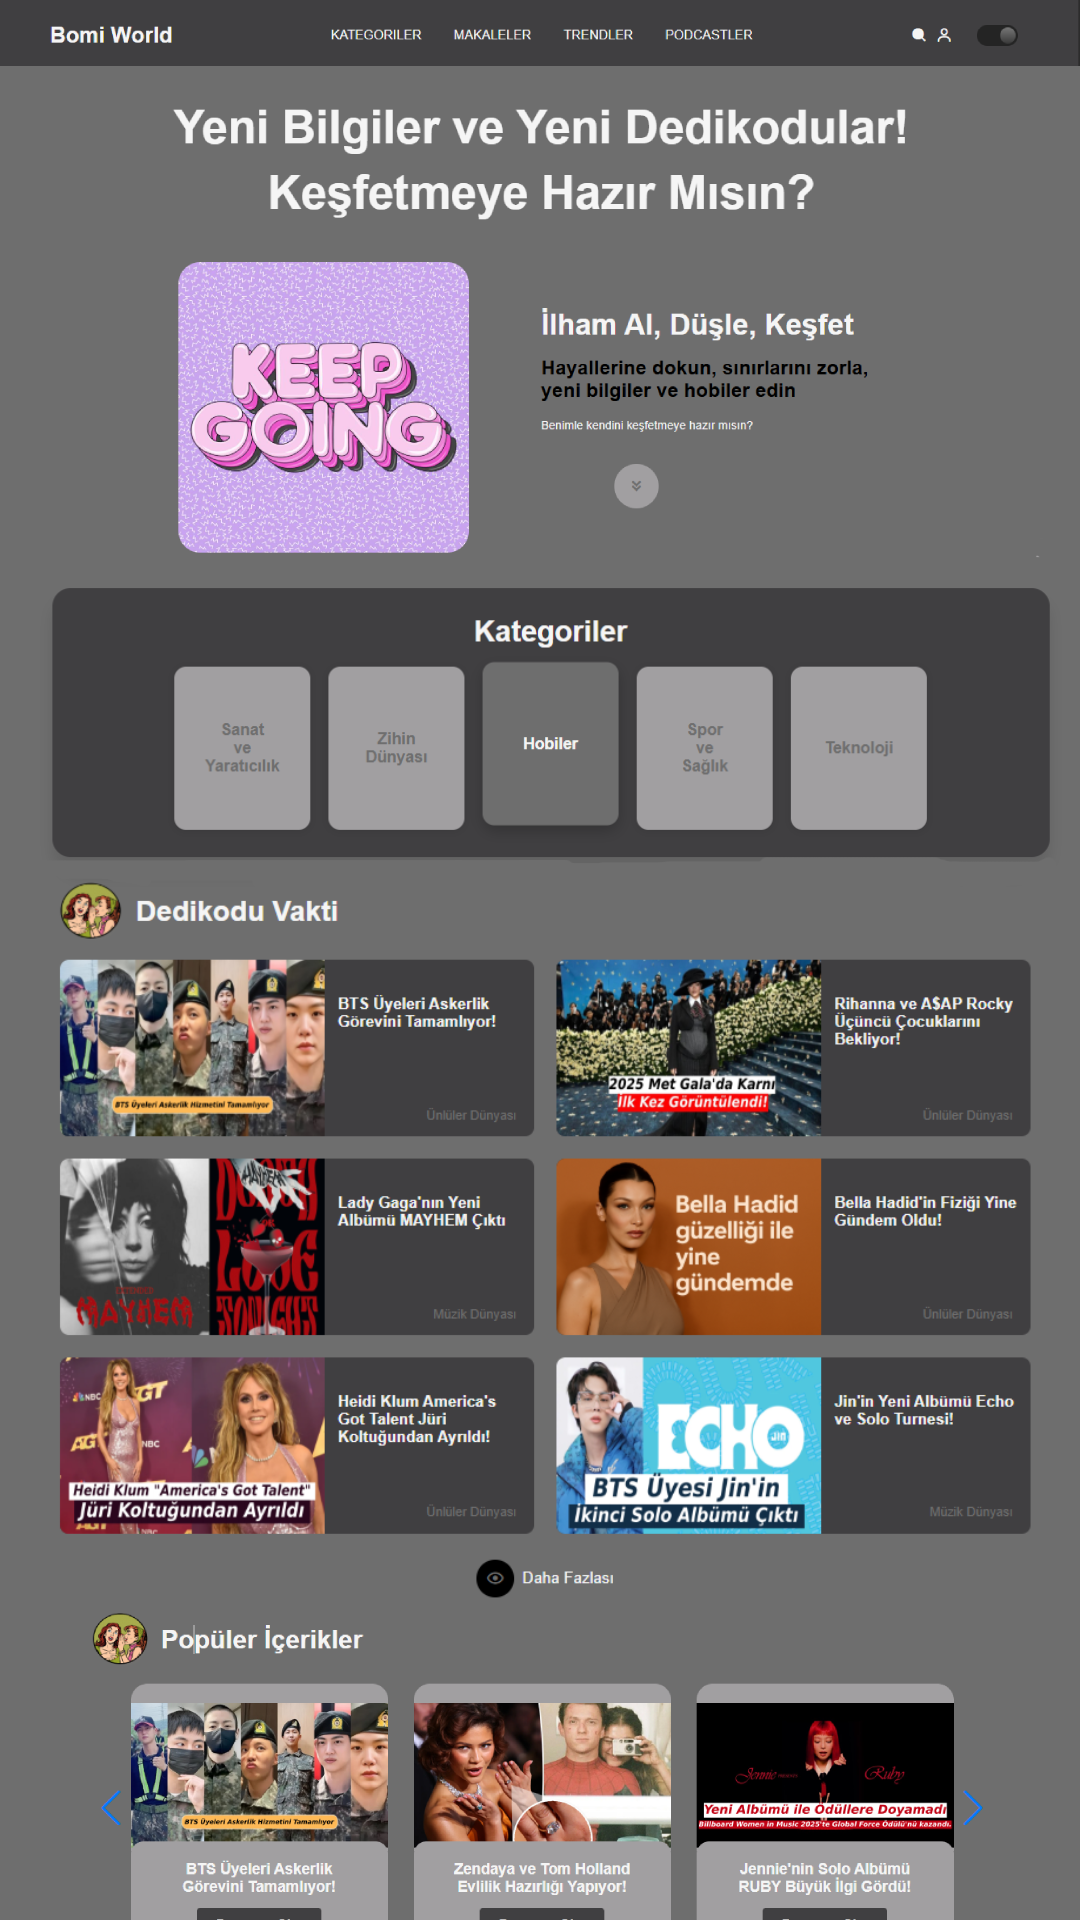 Bomi World
KATEGORILER MAKALELER TRENDLER PODCASTLER
Yeni Bilgiler ve Yeni Dedikodular!
Keşfetmeye Hazır Mısın?
KEEP
GOING
İlham Al, Düşle, Keşfet
Hayallerine dokun, sınırlarını zorla,
yeni bilgiler ve hobiler edin
Benimle kendini keşfetmeye hazır mısın?
Kategoriler
Sanat
ve
Yaratıcılık
Zihin
Dünyası
Hobiler
Spor
ve
Sağlık
Teknoloji
Dedikodu Vakti
BTS Üyeleri Askerlik Hizmetini Tamamlıyor
BTS Üyeleri Askerlik
Görevini Tamamlıyor!
Ünlüler Dünyası
2025 Met Gala'da Karnı
İlk Kez Görüntülendi!
Rihanna ve A$AP Rocky
Üçüncü Çocuklarını
Bekliyor!
Ünlüler Dünyası
MAYHEM
LOSE
TONIGHT
Lady Gaga'nın Yeni
Albümü MAYHEM Çıktı
Müzik Dünyası
Bella Hadid
güzelliği ile
yine
gündemde
Bella Hadid'in Fiziği Yine
Gündem Oldu!
Ünlüler Dünyası
NBC
AGT
NBC
Heidi Klum "America's Got Talent"
Jüri Koltuğundan Ayrıldı
Heidi Klum America's
Got Talent Jüri
Koltuğundan Ayrıldı!
Ünlüler Dünyası
ECHO
Jin
BTS Üyesi Jin'in
İkinci Solo Albümü Çıktı
Jin'in Yeni Albümü Echo
ve Solo Turnesi!
Müzik Dünyası
Daha Fazlası
Popüler İçerikler
BTS Üyeleri Askerlik Hizmetini Tamamlıyor
BTS Üyeleri Askerlik
Görevini Tamamlıyor!
Zendaya ve Tom Holland
Evlilik Hazırlığı Yapıyor!
Jennie Ruby
Yeni Albümü ile Ödüllere Doyamadı
Billboard Women in Music 2025'te Global Force Ödülü'nü kazandı.
Jennie'nin Solo Albümü
RUBY Büyük İlgi Gördü!